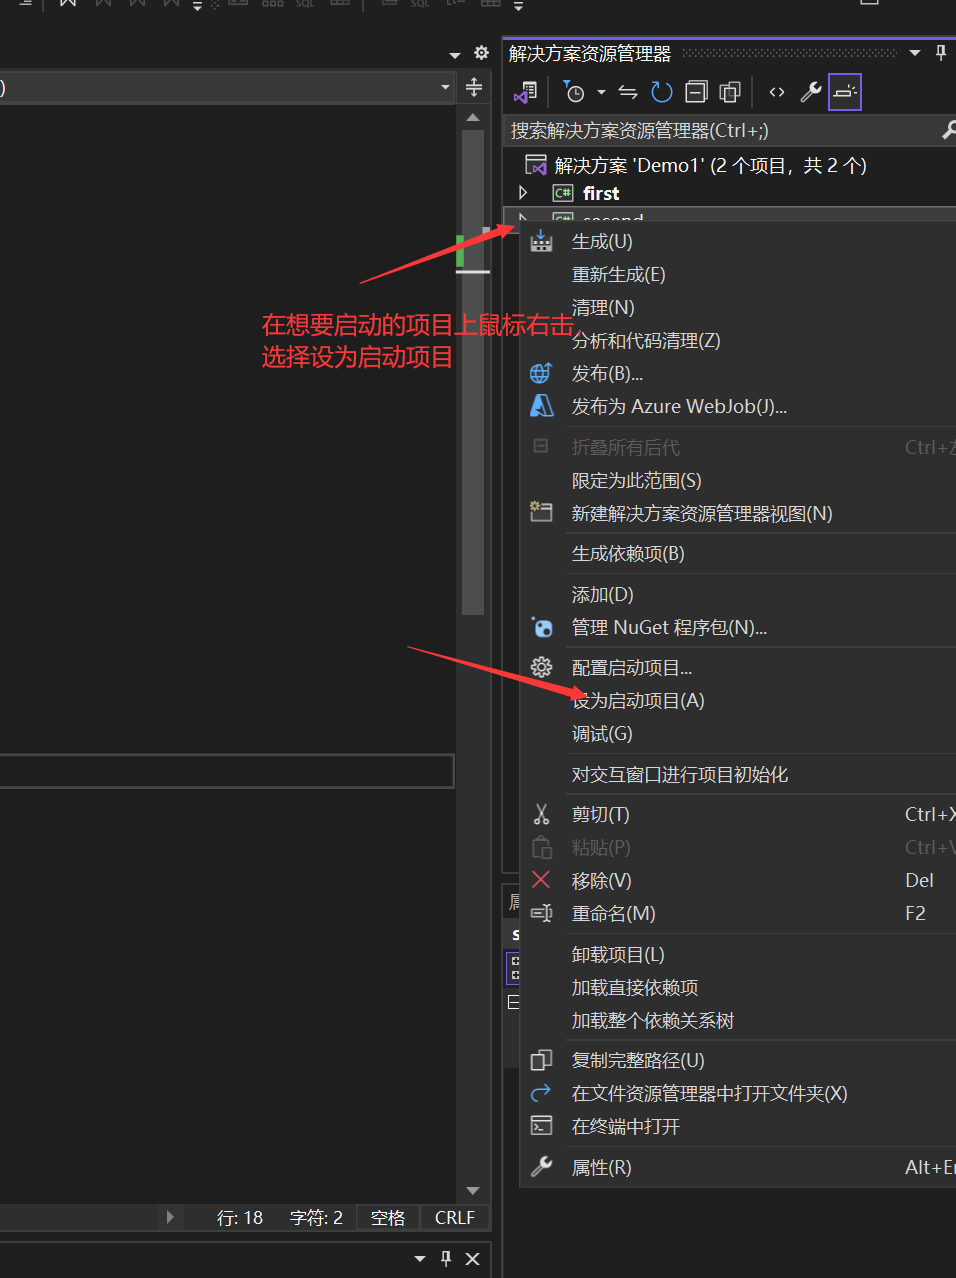 SQL
SQL
)
解决方案资源管理器
搜索解决方案资源管理器(Ctrl+;)
解决方案 'Demo1' (2 个项目，共 2 个)
C# first
C# second
生成(U)
重新生成(E)
清理(N)
在想要启动的项目上鼠标右击,
选择设为启动项目
分析和代码清理(Z)
发布(B)...
发布为 Azure WebJob(J)...
折叠所有后代 Ctrl+左
限定为此范围(S)
新建解决方案资源管理器视图(N)
生成依赖项(B)
添加(D)
管理 NuGet 程序包(N)...
配置启动项目...
设为启动项目(A)
调试(G)
对交互窗口进行项目初始化
剪切(T) Ctrl+X
粘贴(P) Ctrl+V
移除(V) Del
属
重命名(M) F2
s
卸载项目(L)
加载直接依赖项
加载整个依赖关系树
复制完整路径(U)
在文件资源管理器中打开文件夹(X)
在终端中打开
属性(R) Alt+En
行: 18 字符: 2 空格 CRLF